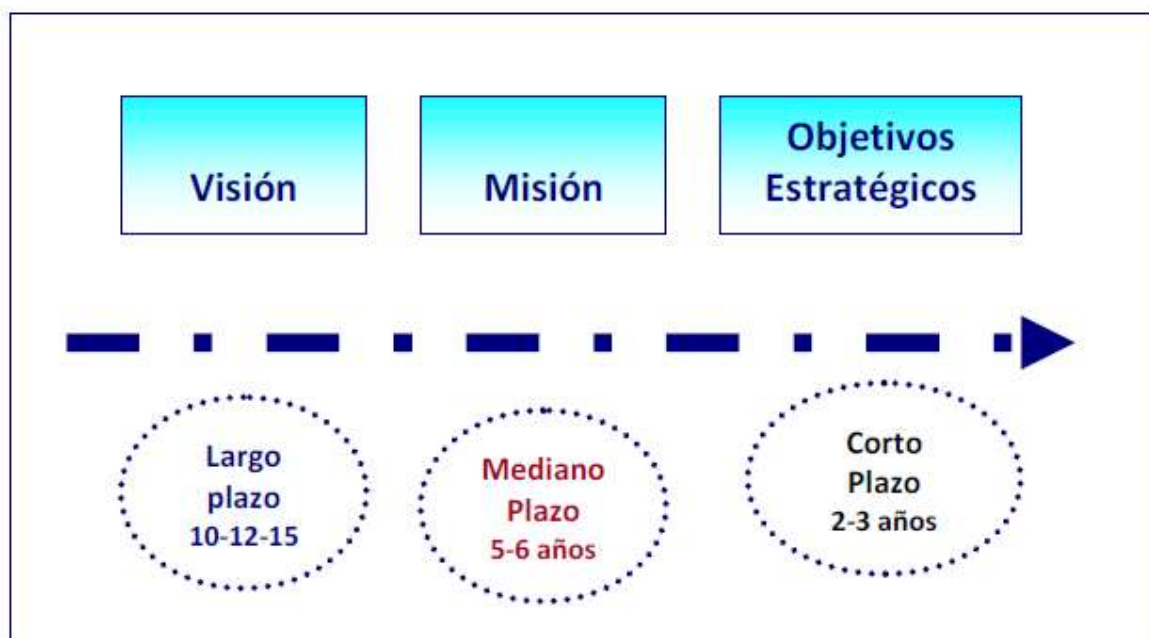 Visión
Misión
Objetivos
Estratégicos
Largo
plazo
10-12-15
Mediano
Plazo
5-6 años
Corto
Plazo
2-3 años